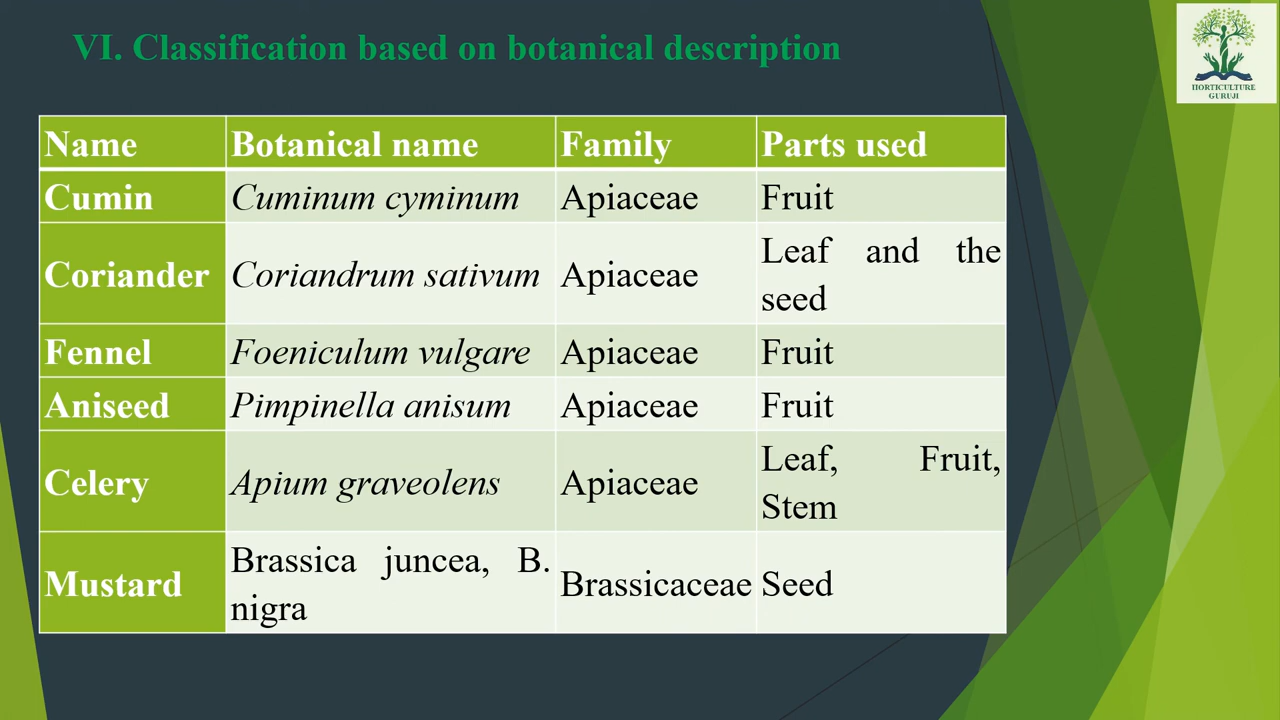 VI. Classification based on botanical description
HORTICULTURE
GURUJI
Name Botanical name Family Parts used
Cumin Cuminum cyminum Apiaceae Fruit
Coriander Coriandrum sativum Apiaceae Leaf and the
seed
Fennel Foeniculum vulgare Apiaceae Fruit
Aniseed Pimpinella anisum Apiaceae Fruit
Celery Apium graveolens Apiaceae Leaf, Fruit,
Stem
Mustard Brassica juncea, B.
nigra Brassicaceae Seed